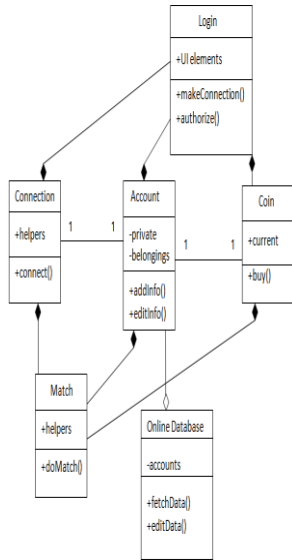 Login
+UI elements
+makeConnection()
+authorize()
Connection
+helpers
+connect()
1
1
Account
-private
-belongings
+addInfo()
+editInfo()
1
1
Coin
+current
+buy()
Match
+helpers
+doMatch()
Online Database
-accounts
+fetchData()
+editData()